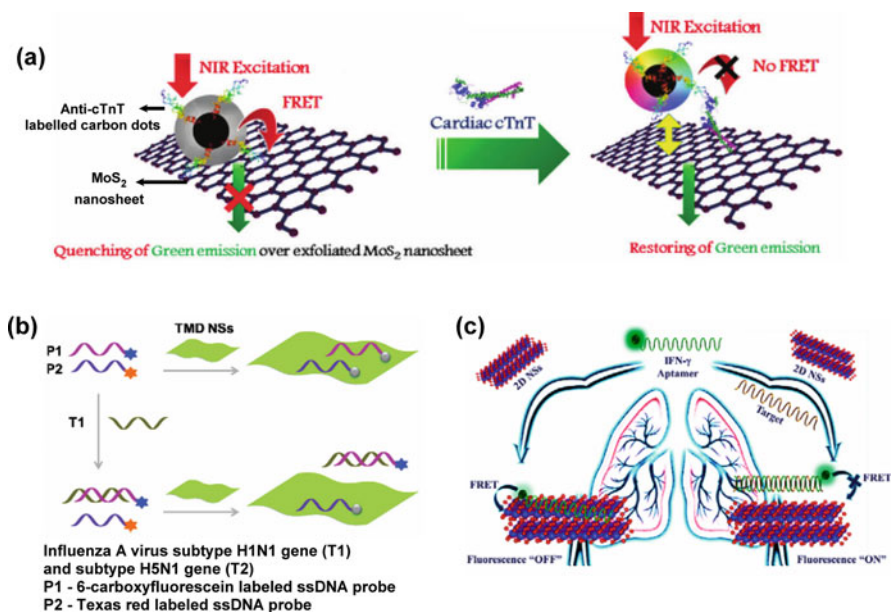 (a)
NIR Excitation
FRET
Anti-cTnT
labelled carbon dots
MoS2
nanosheet
Quenching of Green emission over exfoliated MoS2 nanosheet
Cardiac cTnT
NIR Excitation
No FRET
Restoring of Green emission
(b)
TMD NSs
P1
P2
T1
TMD NSs
Influenza A virus subtype H1N1 gene (T1)
and subtype H5N1 gene (T2)
P1 - 6-carboxyfluorescein labeled ssDNA probe
P2 - Texas red labeled ssDNA probe
(c)
2D NSs
IFN-γ
Aptamer
2D NSs
Target
FRET
FRET
Fluorescence "OFF"
Fluorescence "ON"